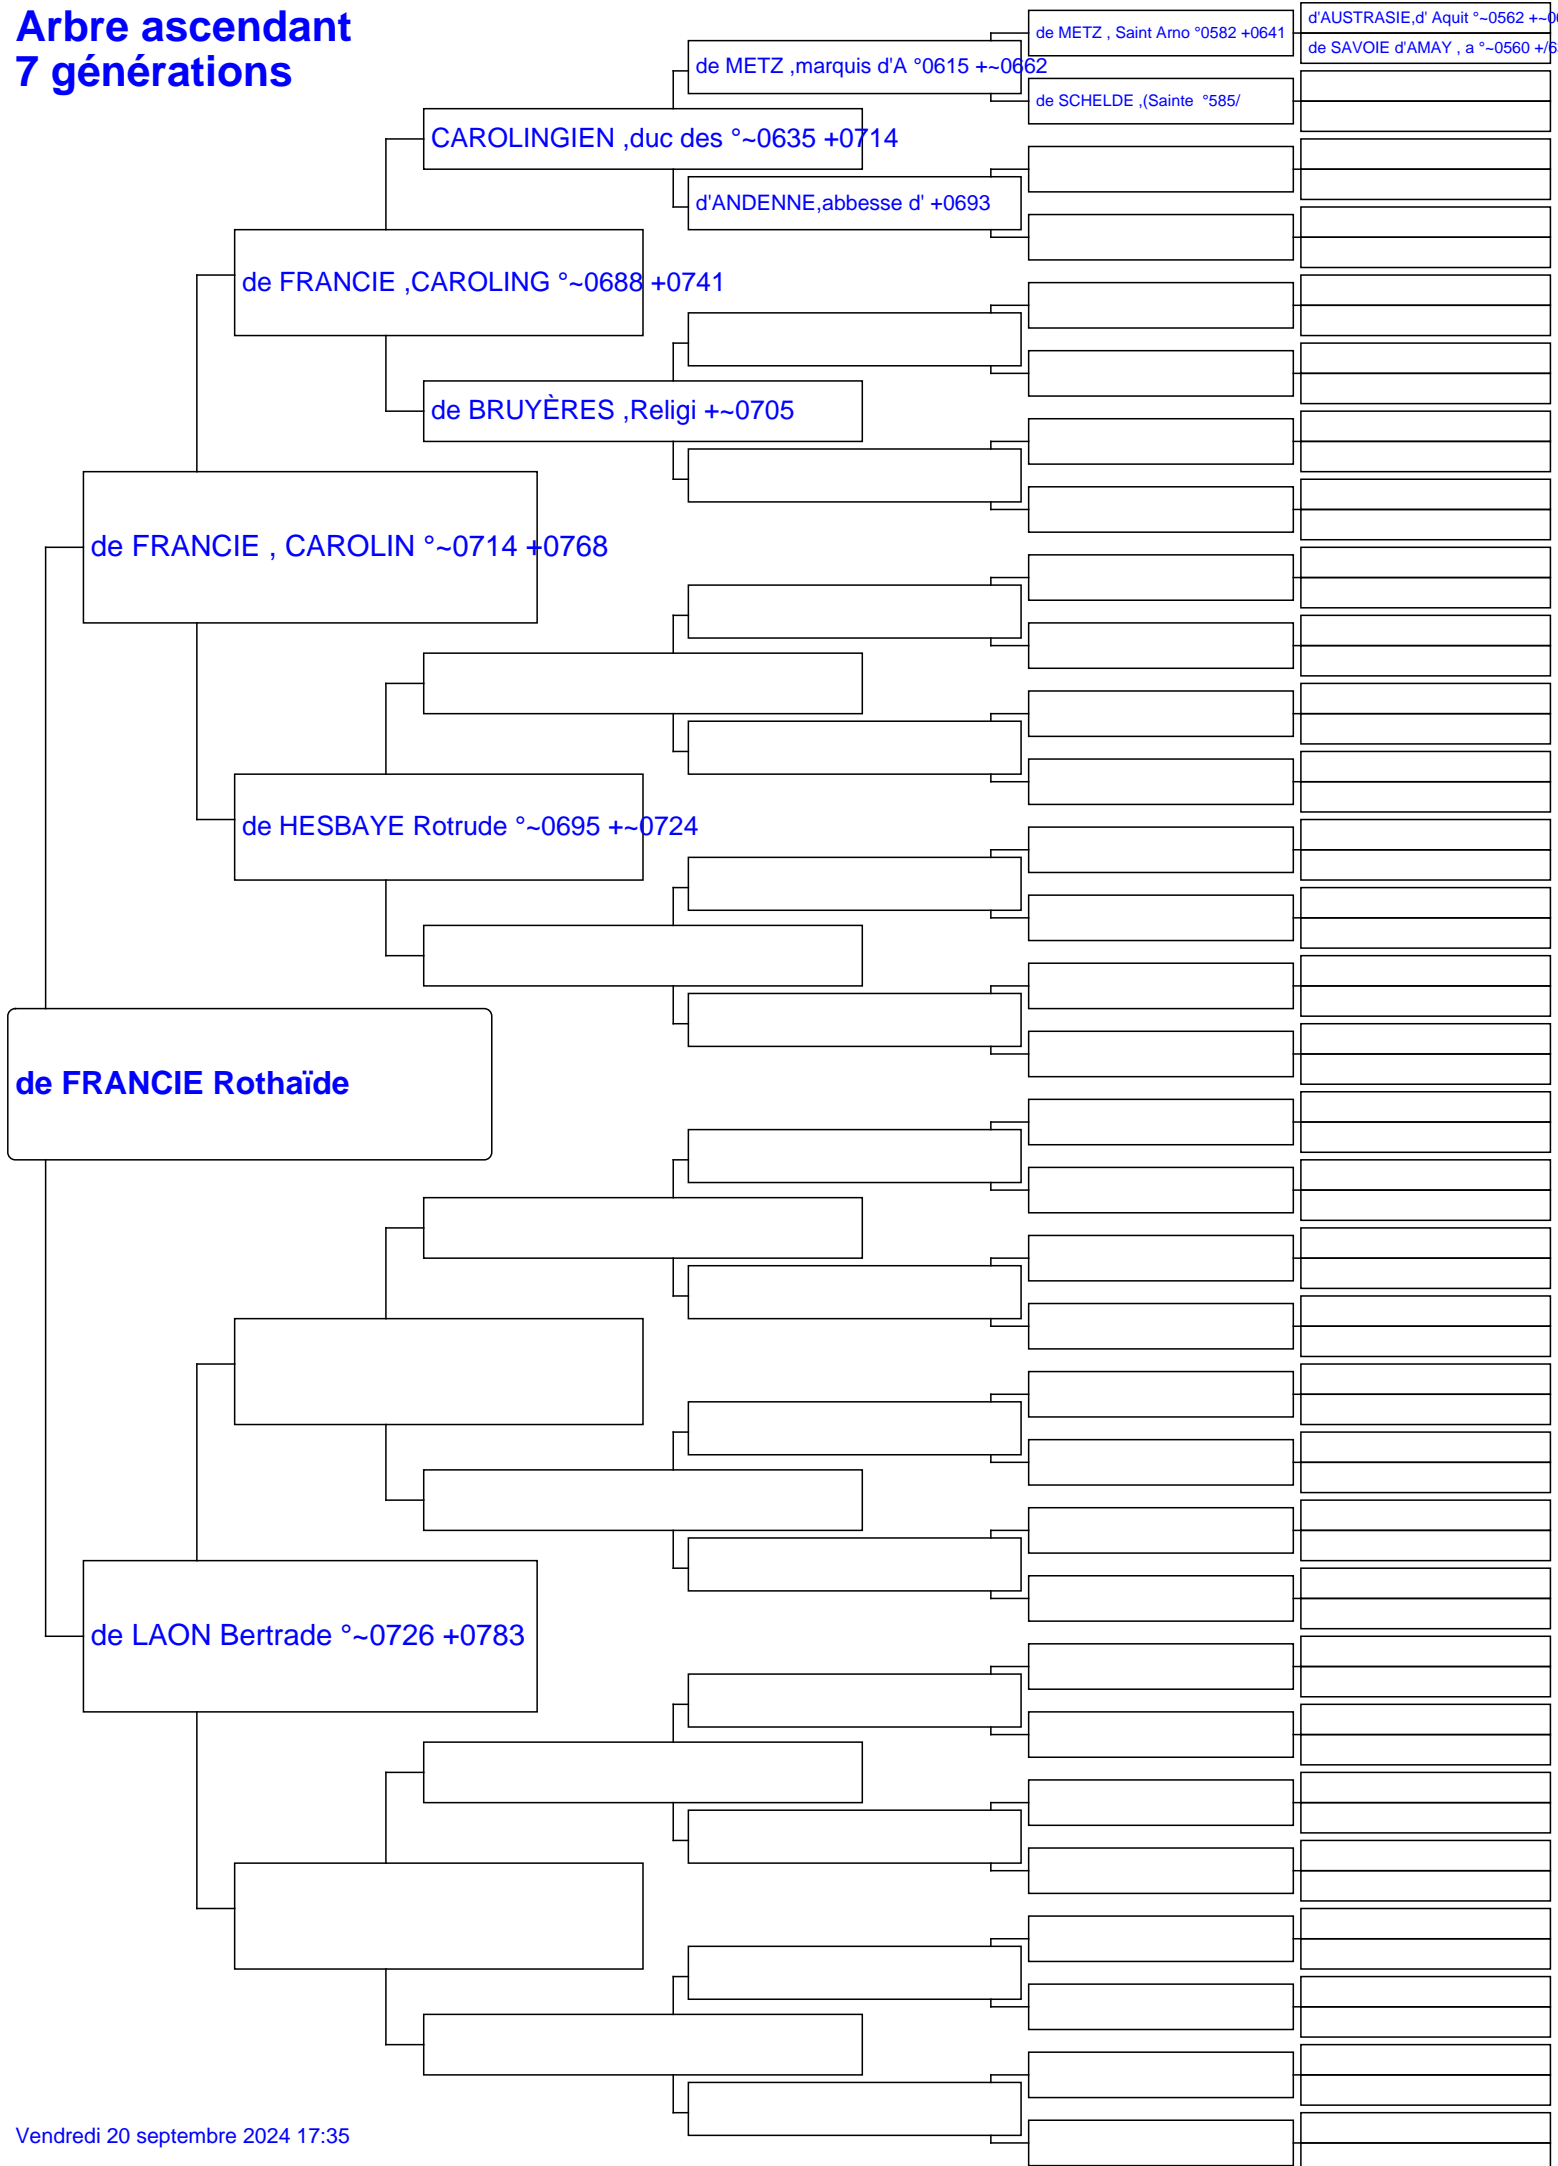 Arbre ascendant
7 générations
d'AUSTRASIE,d' Aquit °~0562 +~0
de METZ , Saint Arno °0582 +0641
de SAVOIE d'AMAY , a °~0560 +/6
de METZ ,marquis d'A °0615 +~0662
de SCHELDE ,(Sainte °585/
CAROLINGIEN ,duc des °~0635 +0714
d'ANDENNE,abbesse d' +0693
de FRANCIE ,CAROLING °~0688 +0741
de BRUYÈRES ,Religi +~0705
de FRANCIE , CAROLIN °~0714 +0768
de HESBAYE Rotrude °~0695 +~0724
de FRANCIE Rothaïde
de LAON Bertrade °~0726 +0783
Vendredi 20 septembre 2024 17:35